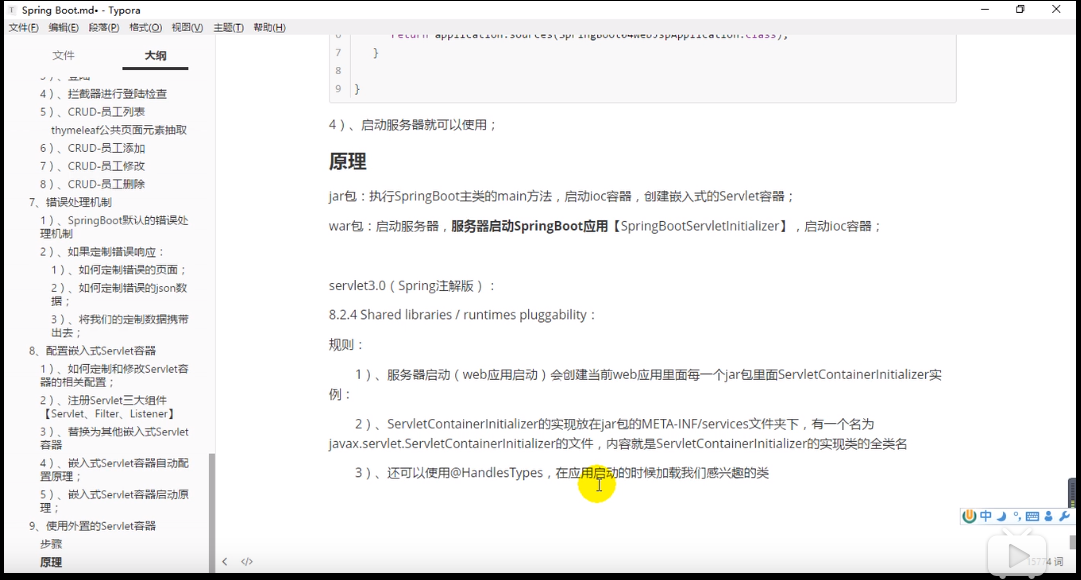 Spring Boot.md• - Typora
文件(F) 编辑(E) 段落(P) 格式(O) 视图(V) 主题(T) 帮助(H)
文件 大纲
4）、拦截器进行登陆检查
5）、CRUD-员工列表
thymeleaf公共页面元素抽取
6）、CRUD-员工添加
7）、CRUD-员工修改
8）、CRUD-员工删除
7、错误处理机制
1）、SpringBoot默认的错误处
理机制
2）、如果定制错误响应：
1）、如何定制错误的页面；
2）、如何定制错误的json数
据；
3）、将我们的定制数据携带
出去；
8、配置嵌入式Servlet容器
1）、如何定制和修改Servlet容
器的相关配置；
2）、注册Servlet三大组件
【Servlet、Filter、Listener】
3）、替换为其他嵌入式Servlet
容器
4）、嵌入式Servlet容器自动配
置原理；
5）、嵌入式Servlet容器启动原
理；
9、使用外置的Servlet容器
步骤
原理
return application.sources(SpringBoot04WebJspApplication.class);
7 }
8
9 }
4）、启动服务器就可以使用；
原理
jar包：执行SpringBoot主类的main方法，启动ioc容器，创建嵌入式的Servlet容器；
war包：启动服务器，服务器启动SpringBoot应用【SpringBootServletInitializer】，启动ioc容器；
servlet3.0（Spring注解版）：
8.2.4 Shared libraries / runtimes pluggability：
规则：
1）、服务器启动（web应用启动）会创建当前web应用里面每一个jar包里面ServletContainerInitializer实
例：
2）、ServletContainerInitializer的实现放在jar包的META-INF/services文件夹下，有一个名为
javax.servlet.ServletContainerInitializer的文件，内容就是ServletContainerInitializer的实现类的全类名
3）、还可以使用@HandlesTypes，在应用启动的时候加载我们感兴趣的类
中
15774 词